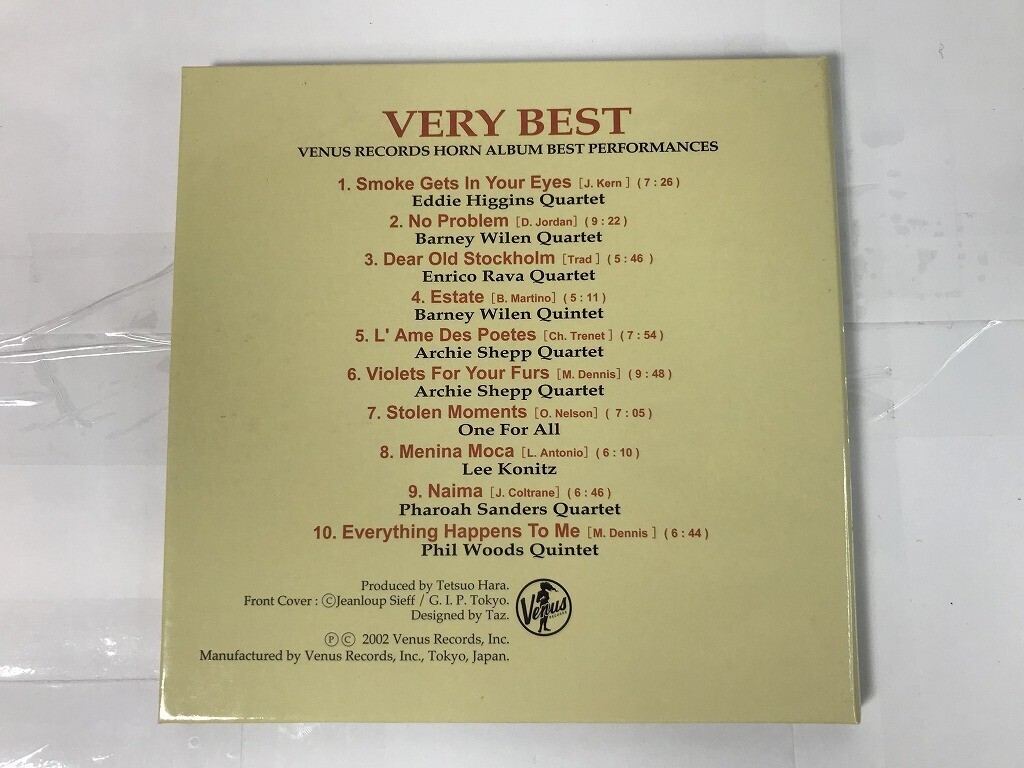 VERY BEST
VENUS RECORDS HORN ALBUM BEST PERFORMANCES
1. Smoke Gets In Your Eyes [J. Kern ] ( 7 : 26 )
Eddie Higgins Quartet
2. No Problem [D. Jordan] ( 9 : 22 )
Barney Wilen Quartet
3. Dear Old Stockholm [Trad ] ( 5 : 46 )
Enrico Rava Quartet
4. Estate [B. Martino] ( 5 : 11 )
Barney Wilen Quintet
5. L' Ame Des Poetes [Ch. Trenet ] ( 7 : 54 )
Archie Shepp Quartet
6. Violets For Your Furs [M. Dennis] ( 9 : 48 )
Archie Shepp Quartet
7. Stolen Moments [O. Nelson] ( 7 : 05 )
One For All
8. Menina Moca [L. Antonio] ( 6 : 10 )
Lee Konitz
9. Naima [J. Coltrane] ( 6 : 46 )
Pharoah Sanders Quartet
10. Everything Happens To Me [M. Dennis ] ( 6 : 44 )
Phil Woods Quintet
Produced by Tetsuo Hara.
Front Cover : ©Jeanloup Sieff / G. I. P. Tokyo.
Designed by Taz.
Venus
RECORDS
Ⓟ© 2002 Venus Records, Inc.
Manufactured by Venus Records, Inc., Tokyo, Japan.